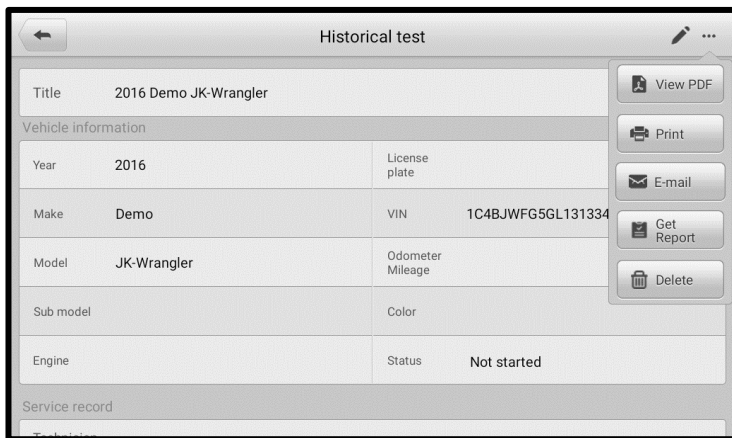 Historical test
View PDF
Print
E-mail
Get
Report
Delete
Title 2016 Demo JK-Wrangler
Vehicle information
Year 2016 License
plate
Make Demo VIN 1C4BJWFG5GL131334
Model JK-Wrangler Odometer
Mileage
Sub model Color
Engine Status Not started
Service record
Technician